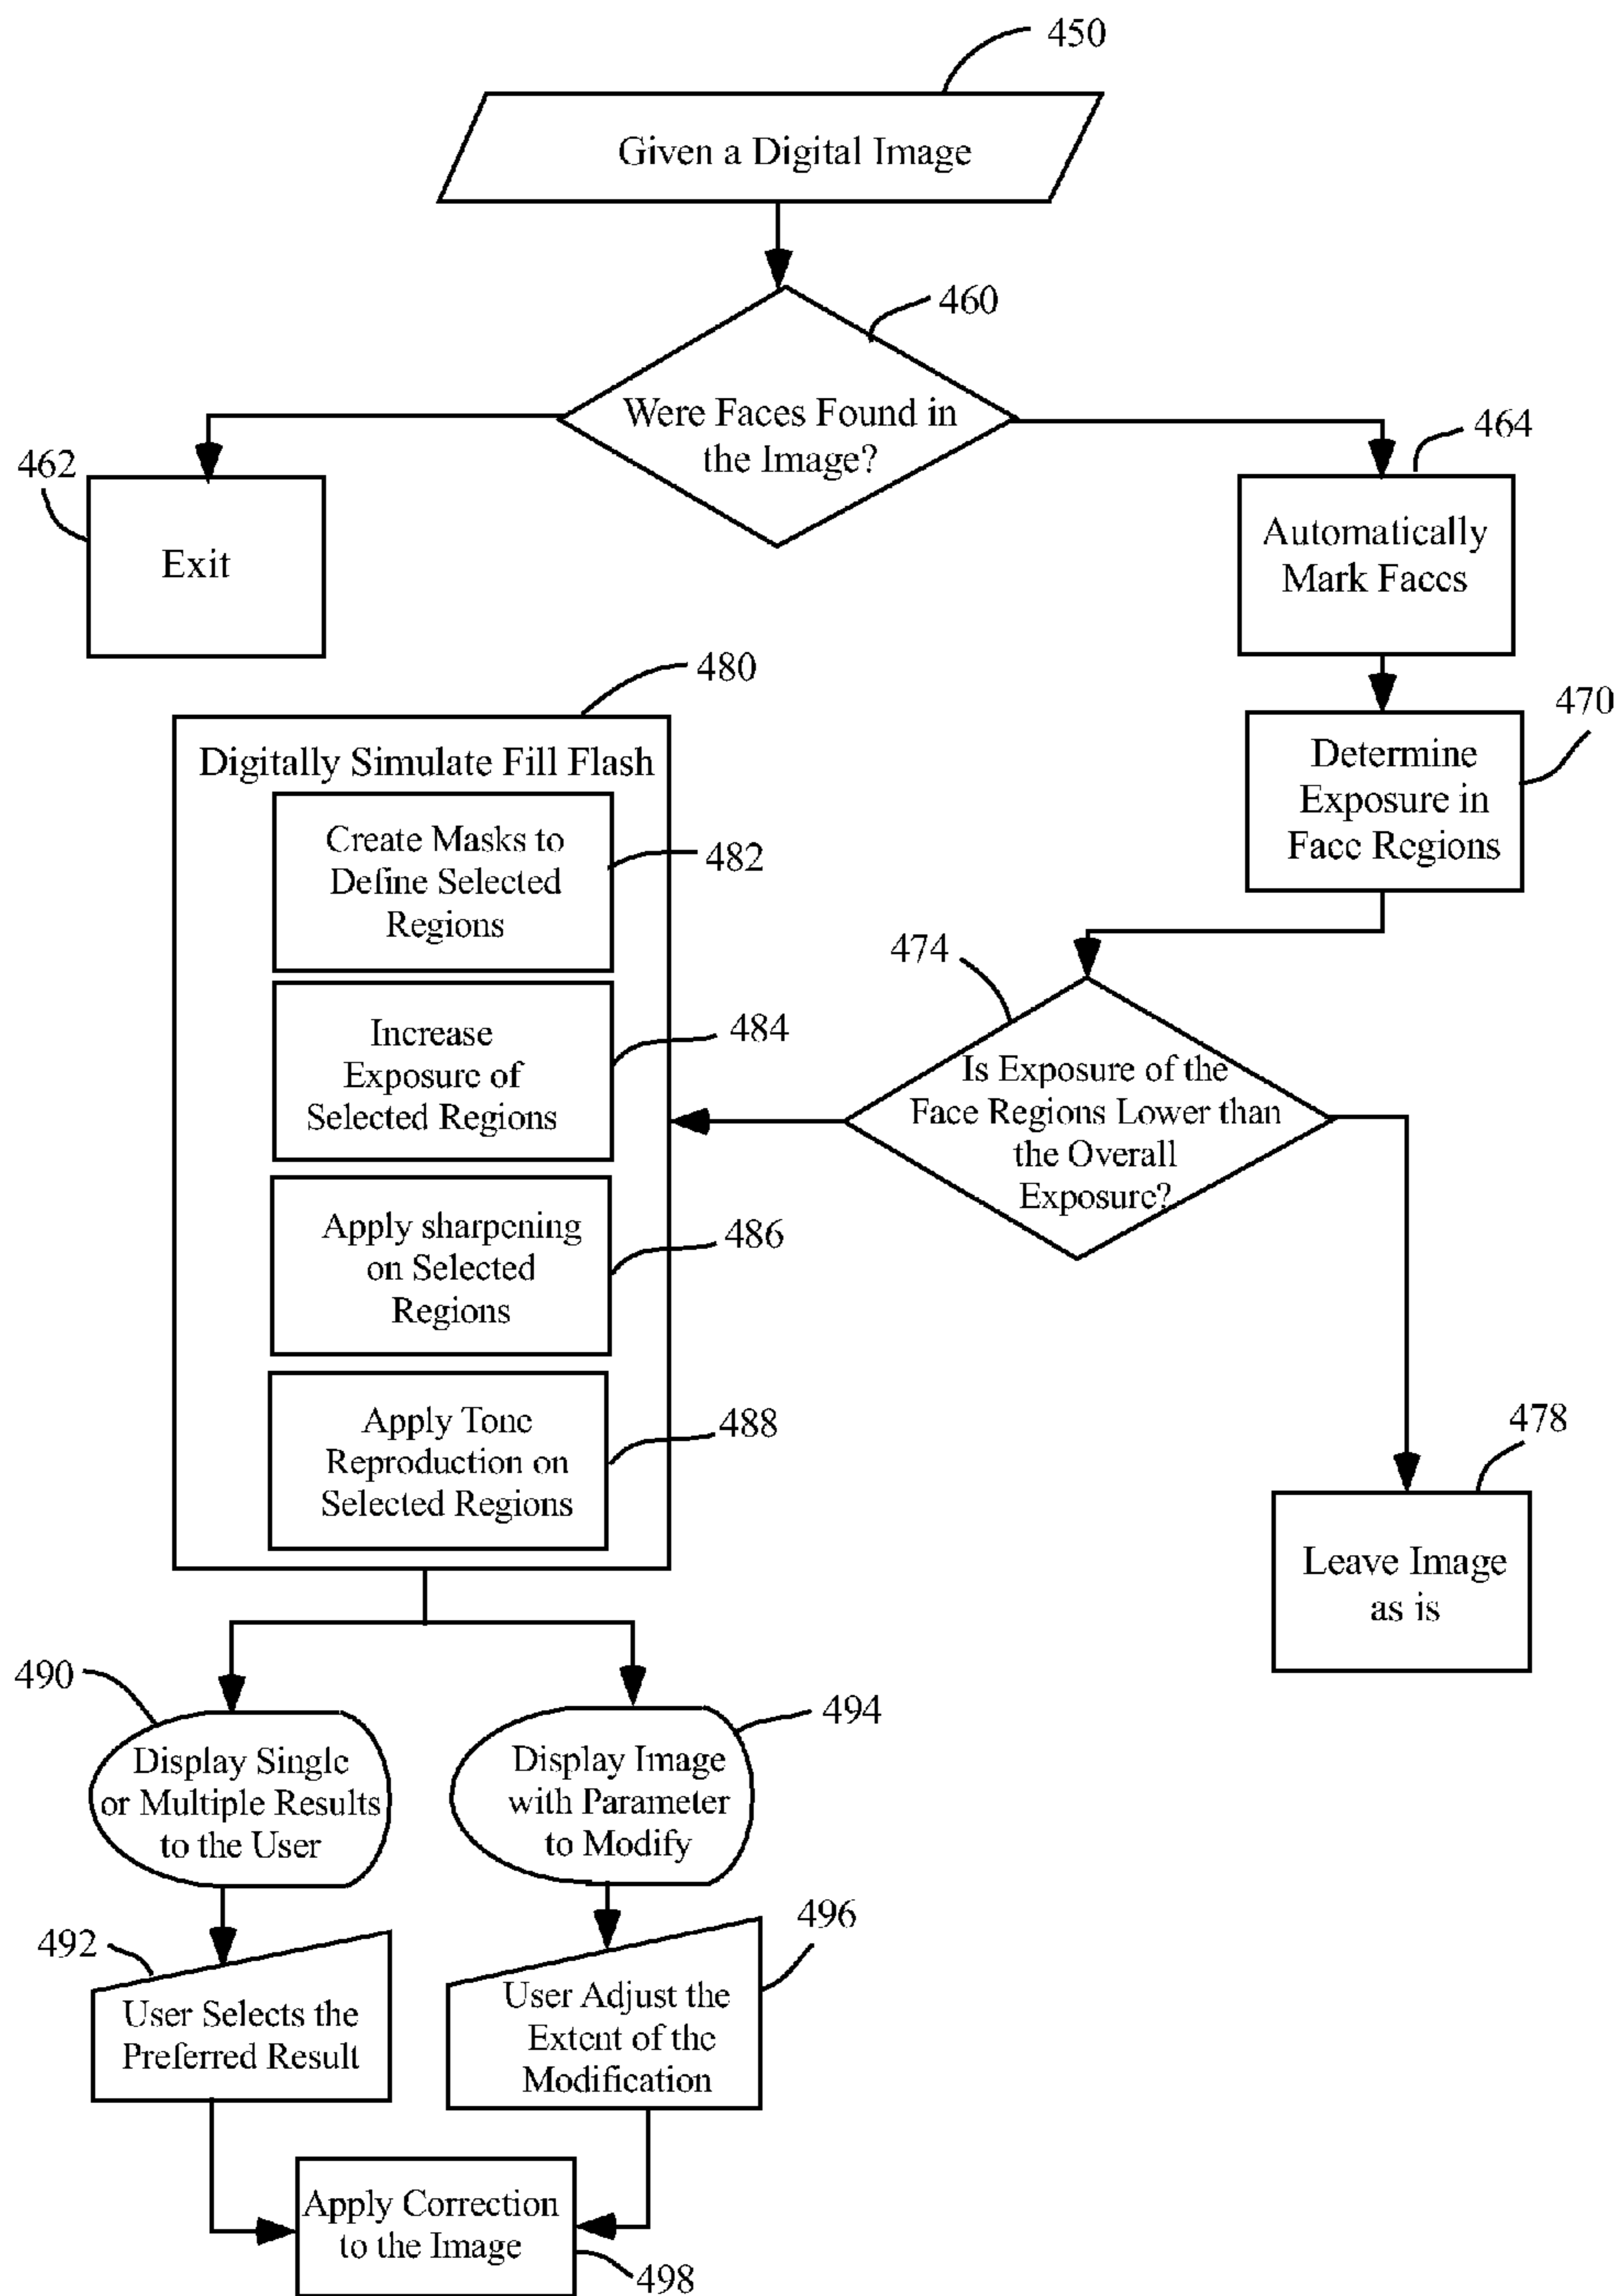 450
Given a Digital Image
460
Were Faces Found in
the Image?
462
Exit
464
Automatically
Mark Faces
470
Determine
Exposure in
Face Regions
474
Is Exposure of the
Face Regions Lower than
the Overall
Exposure?
478
Leave Image
as is
480
Digitally Simulate Fill Flash
Create Masks to
Define Selected
Regions
482
Increase
Exposure of
Selected Regions
484
Apply sharpening
on Selected
Regions
486
Apply Tone
Reproduction on
Selected Regions
488
490
Display Single
or Multiple Results
to the User
494
Display Image
with Parameter
to Modify
492
User Selects the
Preferred Result
496
User Adjust the
Extent of the
Modification
Apply Correction
to the Image
498